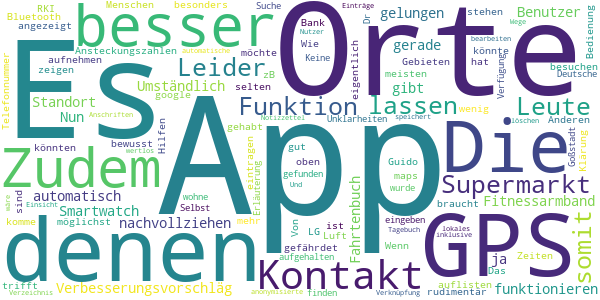 RKI Menschen besonders Suche
Bluetooth
angezeigt
besser
Ansteckungszahlen
Orte
Bank
Dr
gelungen stehen
Benutzer
Nutzer
Einträge
Wege
automatische
Wie
Keine
möchte
eigentlich
gerade könnte
bearbeiten
Bedienung
Es
aufnehmen
zeigen
Telefonnummer
Leider
zB
Umständlich
google selten
Gebieten hat
meisten
Verfügung
besuchen
Deutsche
Standort
Nun
Funktion
lassen
gibt
Leute
App
Anschriften
Hilfen
Notizzettel
Unklarheiten
speichert
wenig
löschen
Anderen
Klärung
könnten
bewusst
wertlos
gehabt
eintragen
Erläuterung
gut
oben
gefunden
Und
Guido
maps
wurde
Die
Goßstadt
Zudem
automatisch
Smartwatch
möglichst
nachvollziehen
sind
Selbst
wohne
mehr
Fahrtenbuch
Supermarkt
Fitnessarmband
eingeben
Tagebuch
braucht
lokales
inklusive
denen
komme
wäre
Einsicht
Von
LG
ist
Luft
Wenn
GPS
ja
Das
Zeiten
somit
Kontakt
gefährdet
aufgehalten
auflisten
funktionieren
trifft
Verzeichnis
Verbesserungsvorschläg
anonymisierte
finden
Verknüpfung
rudimentär